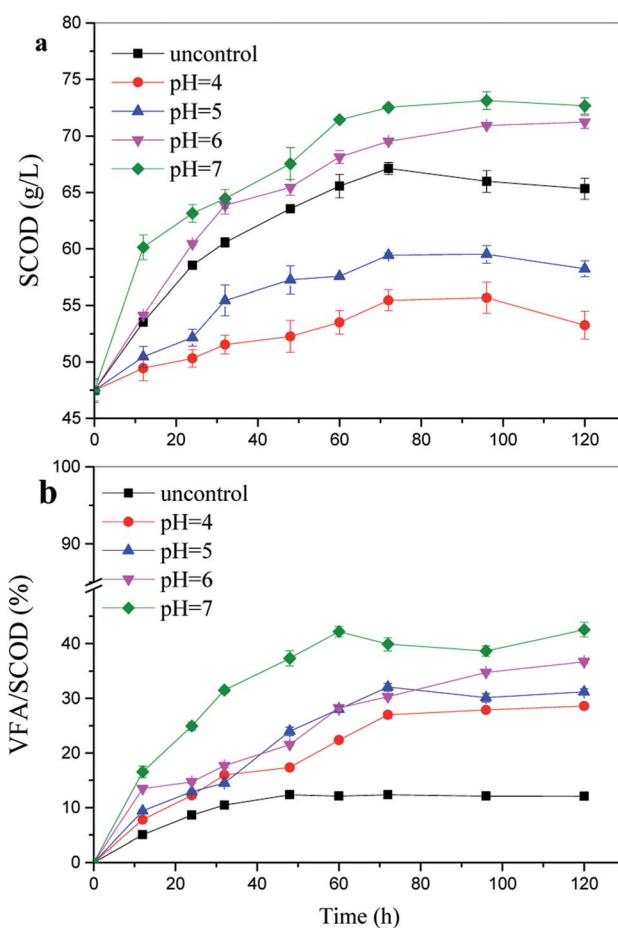 a
80
75
70
65
60
55
50
45
SCOD (g/L)
uncontrol
pH=4
pH=5
pH=6
pH=7
0 20 40 60 80 100 120
b
100
90
40
30
20
10
0
VFA/SCOD (%)
uncontrol
pH=4
pH=5
pH=6
pH=7
0 20 40 60 80 100 120
Time (h)